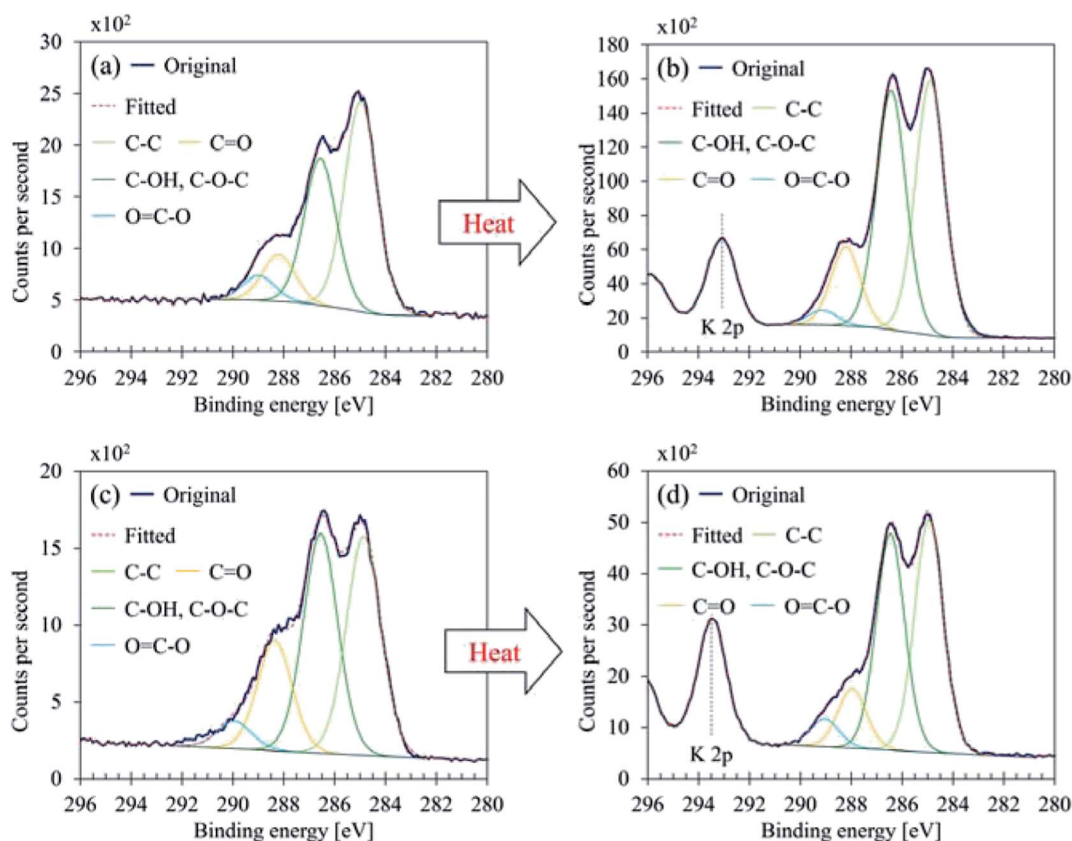 x10²
30
25
20
15
10
5
0
(a) Original
Fitted
C-C C=O
C-OH, C-O-C
O=C-O
Counts per second
296 294 292 290 288 286 284 282 280
Binding energy [eV]
Heat
x10²
180
160
140
120
100
80
60
40
20
0
(b) Original
Fitted C-C
C-OH, C-O-C
C=O O=C-O
K 2p
Counts per second
296 294 292 290 288 286 284 282 280
Binding energy [eV]
x10²
20
15
10
5
0
(c) Original
Fitted
C-C C=O
C-OH, C-O-C
O=C-O
Counts per second
296 294 292 290 288 286 284 282 280
Binding energy [eV]
Heat
x10²
60
50
40
30
20
10
0
(d) Original
Fitted C-C
C-OH, C-O-C
C=O O=C-O
K 2p
Counts per second
296 294 292 290 288 286 284 282 280
Binding energy [eV]